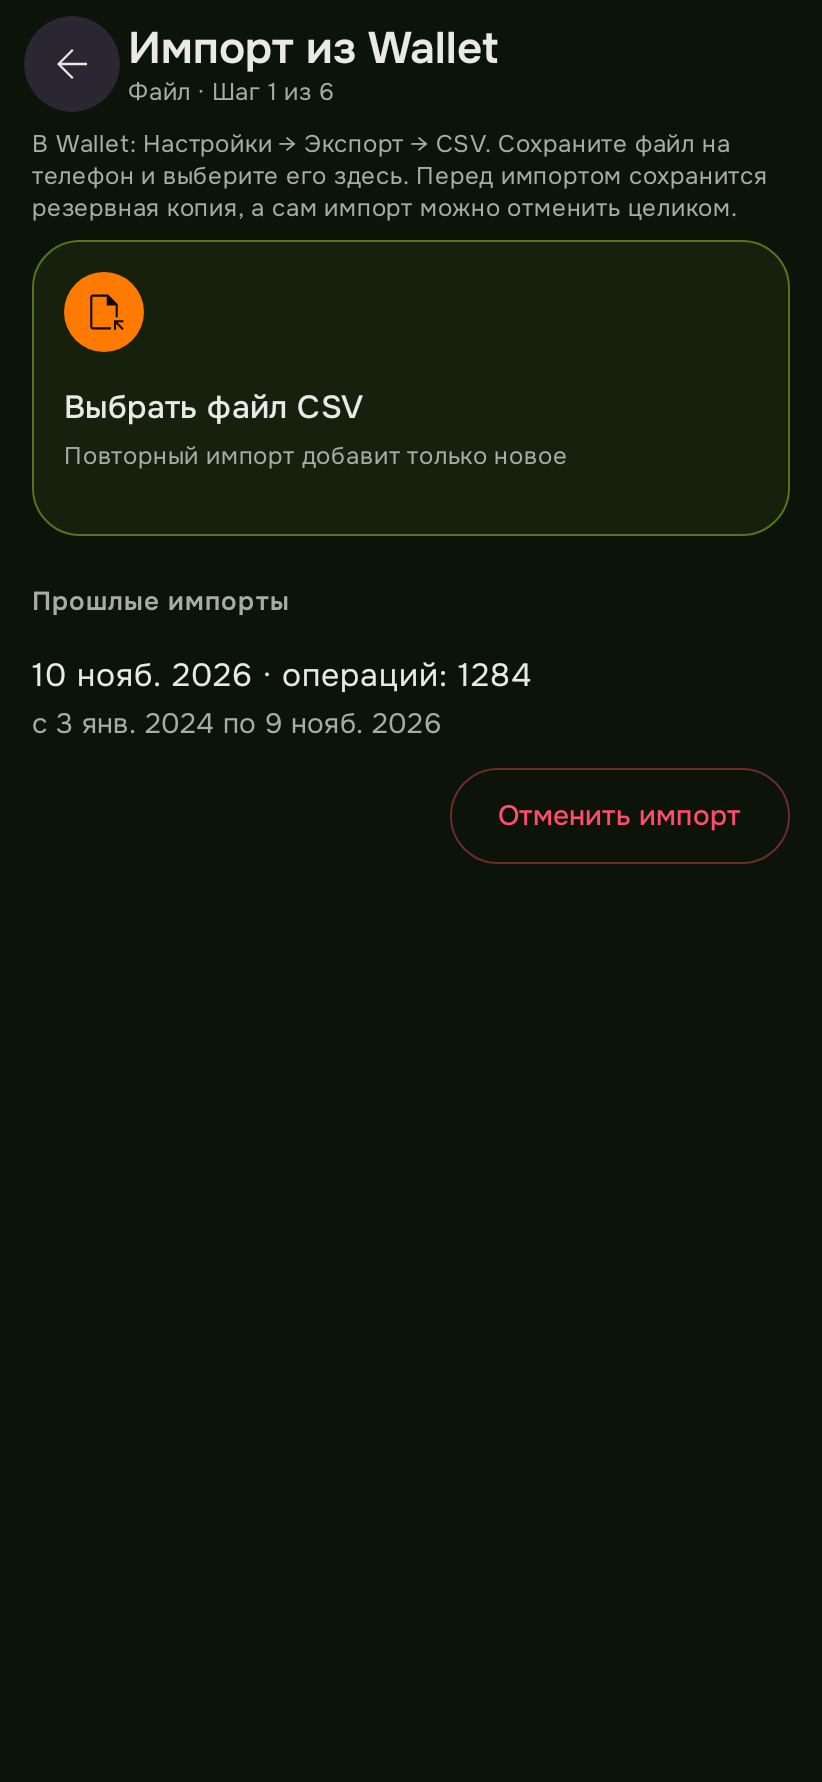 Импорт из Wallet
Файл · Шаг 1 из 6
В Wallet: Настройки → Экспорт → CSV. Сохраните файл на
телефон и выберите его здесь. Перед импортом сохранится
резервная копия, а сам импорт можно отменить целиком.
Выбрать файл CSV
Повторный импорт добавит только новое
Прошлые импорты
10 нояб. 2026 · операций: 1284
с 3 янв. 2024 по 9 нояб. 2026
Отменить импорт